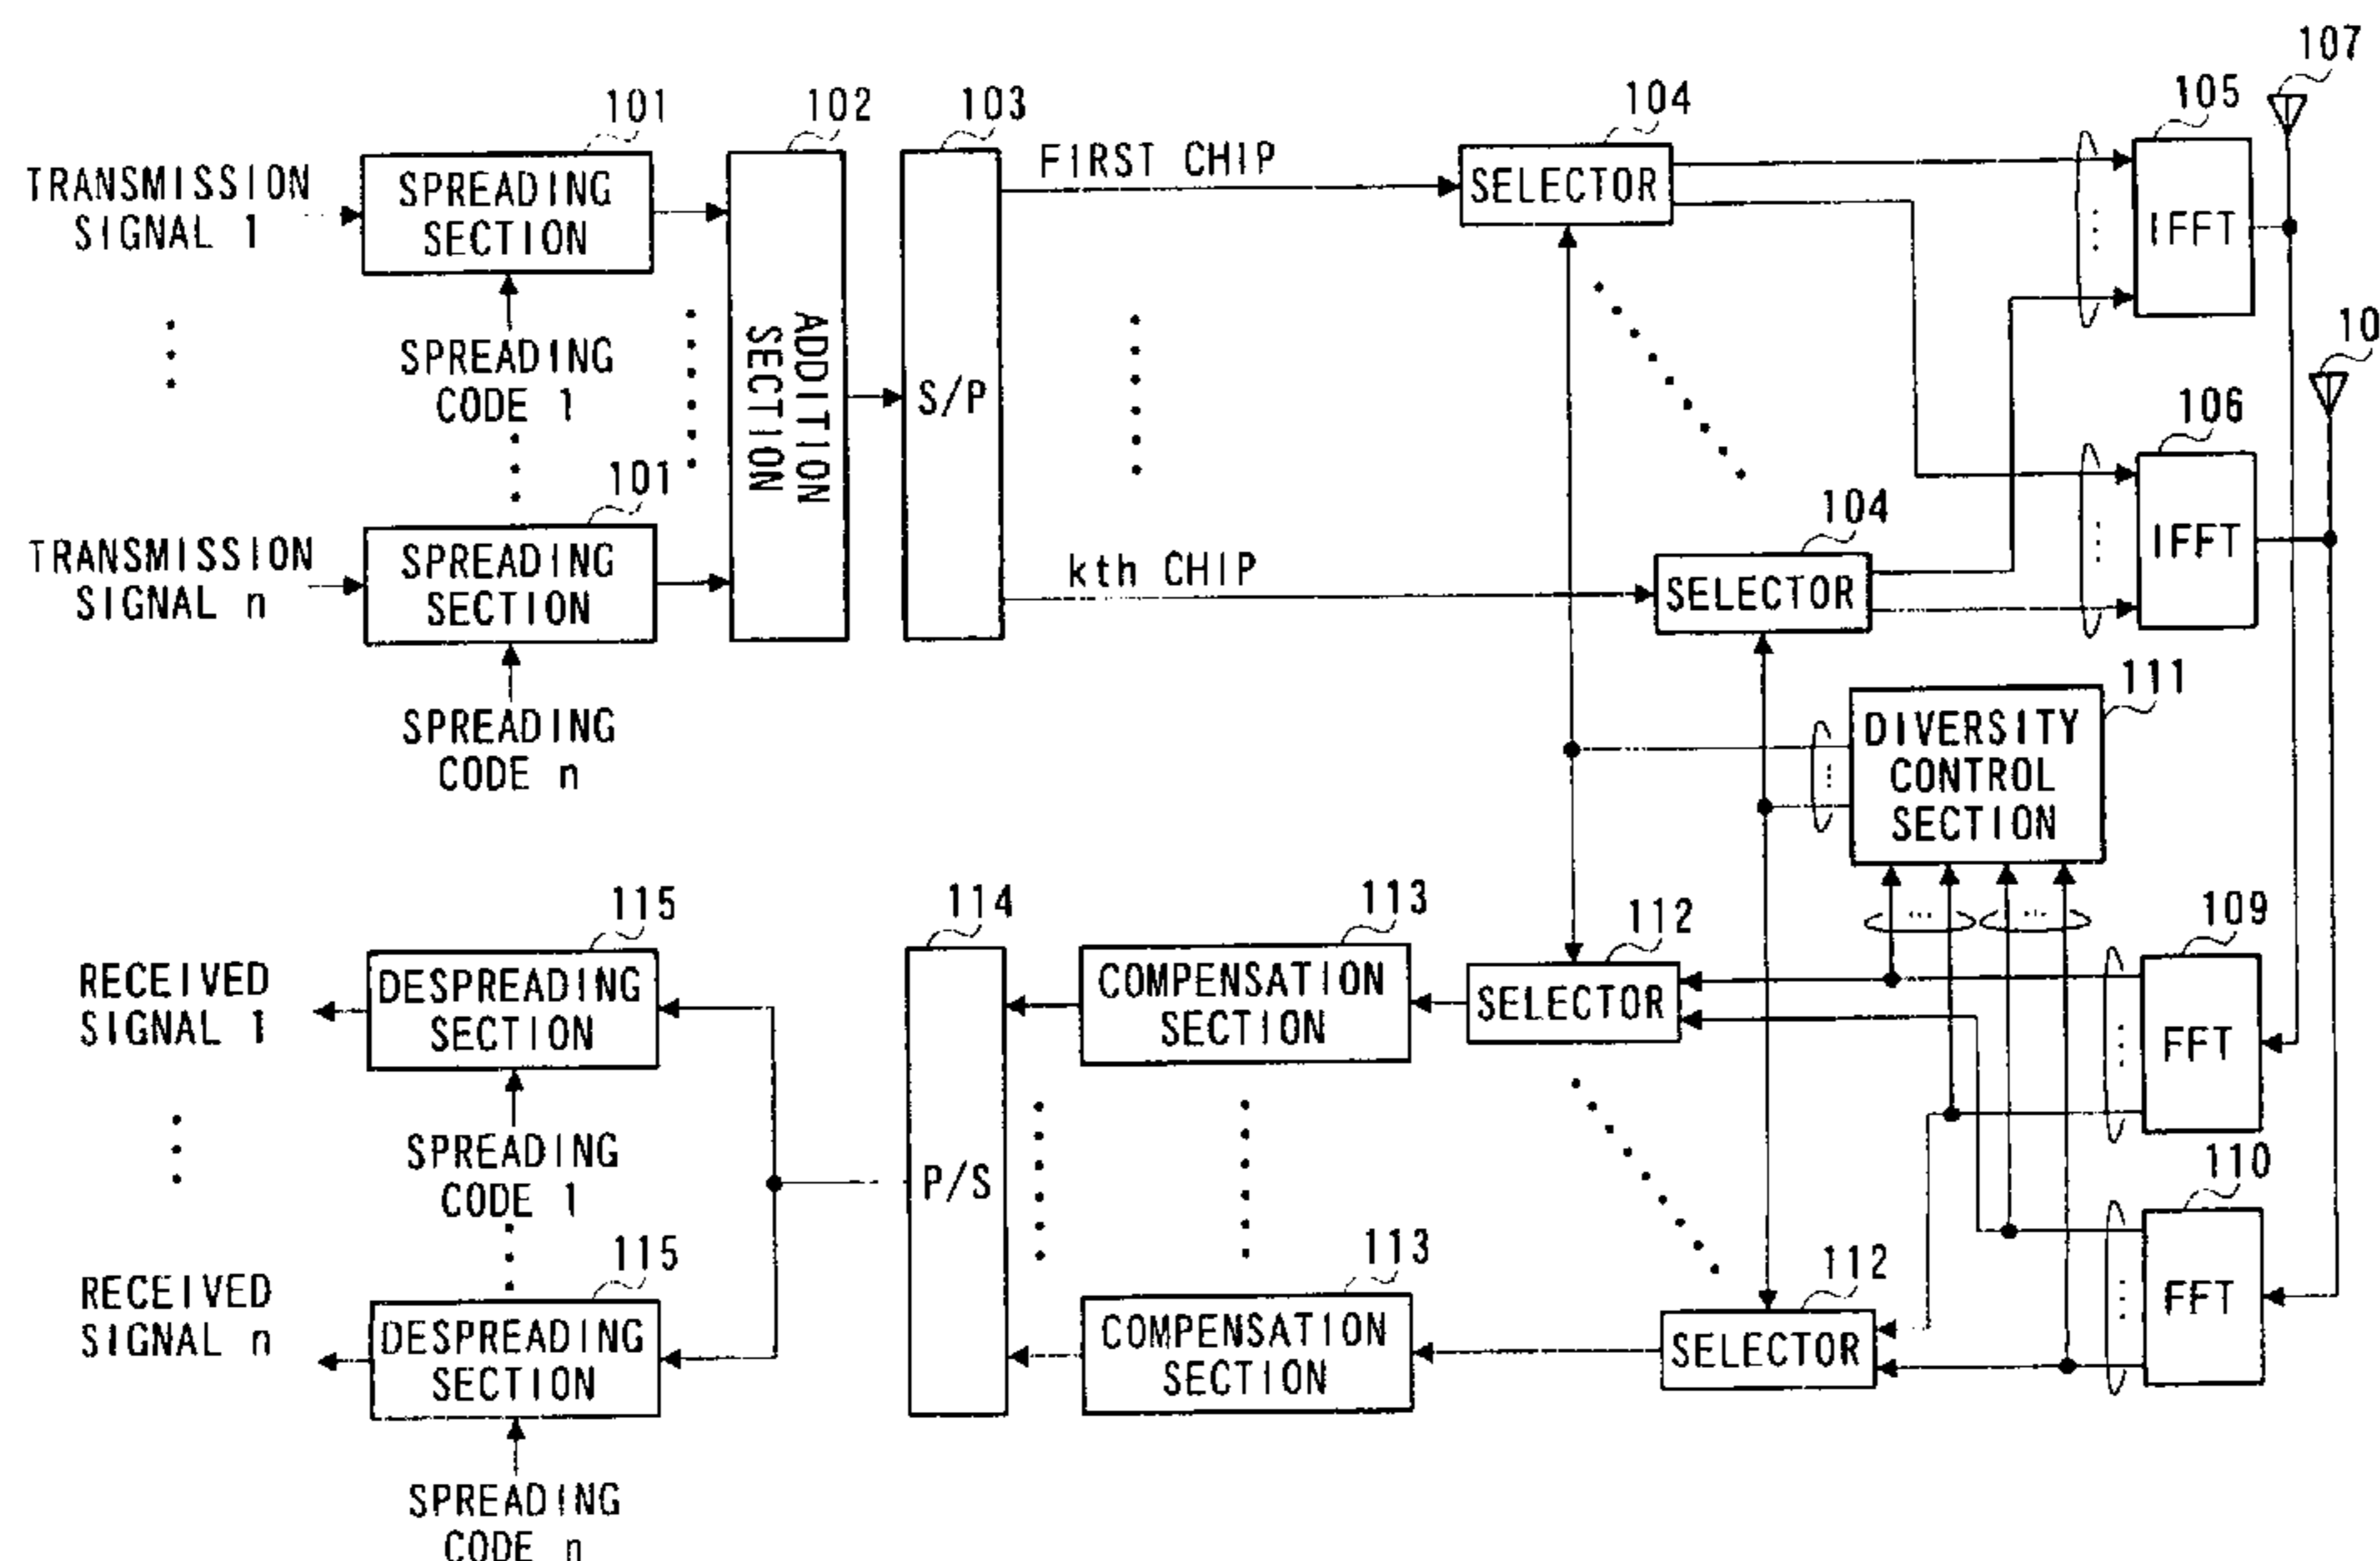 107
105
104
103
102
101
TRANSMISSION
SIGNAL 1
SPREADING
SECTION
FIRST CHIP
SELECTOR
IFFT
SPREADING
CODE 1
ADDITION
SECTION
S/P
10
106
101
104
TRANSMISSION
SIGNAL n
SPREADING
SECTION
kth CHIP
SELECTOR
IFFT
SPREADING
CODE n
111
DIVERSITY
CONTROL
SECTION
115
114
113
112
109
RECEIVED
SIGNAL 1
DESPREADING
SECTION
COMPENSATION
SECTION
SELECTOR
FFT
SPREADING
CODE 1
P/S
110
115
113
112
RECEIVED
SIGNAL n
DESPREADING
SECTION
COMPENSATION
SECTION
SELECTOR
FFT
SPREADING
CODE n